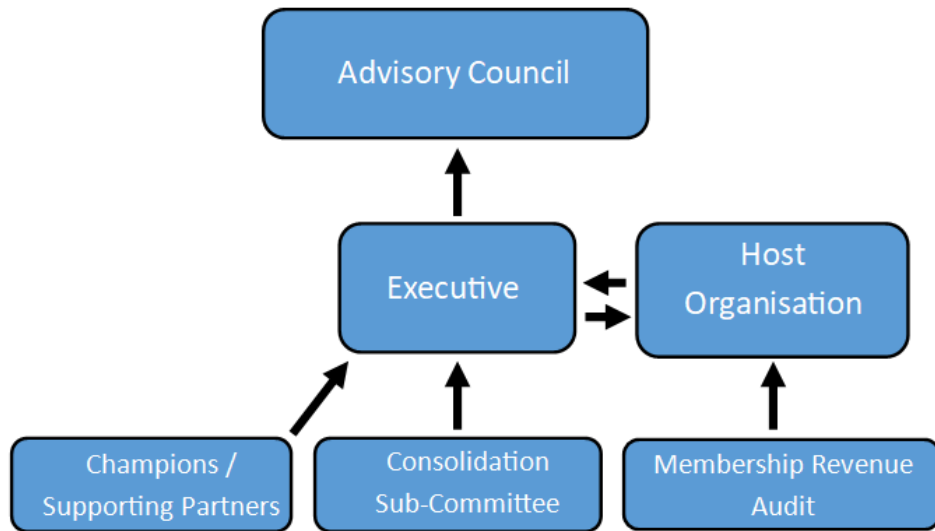 Advisory Council
Executive
Host
Organisation
Champions /
Supporting Partners
Consolidation
Sub-Committee
Membership Revenue
Audit